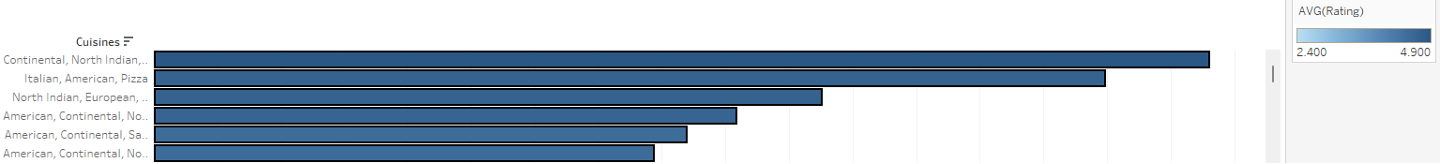 AVG(Rating)
2.400 4.900
Cuisines
Continental, North Indian,..
Italian, American, Pizza
North Indian, European, ..
American, Continental, No..
American, Continental, Sa..
American, Continental, No..